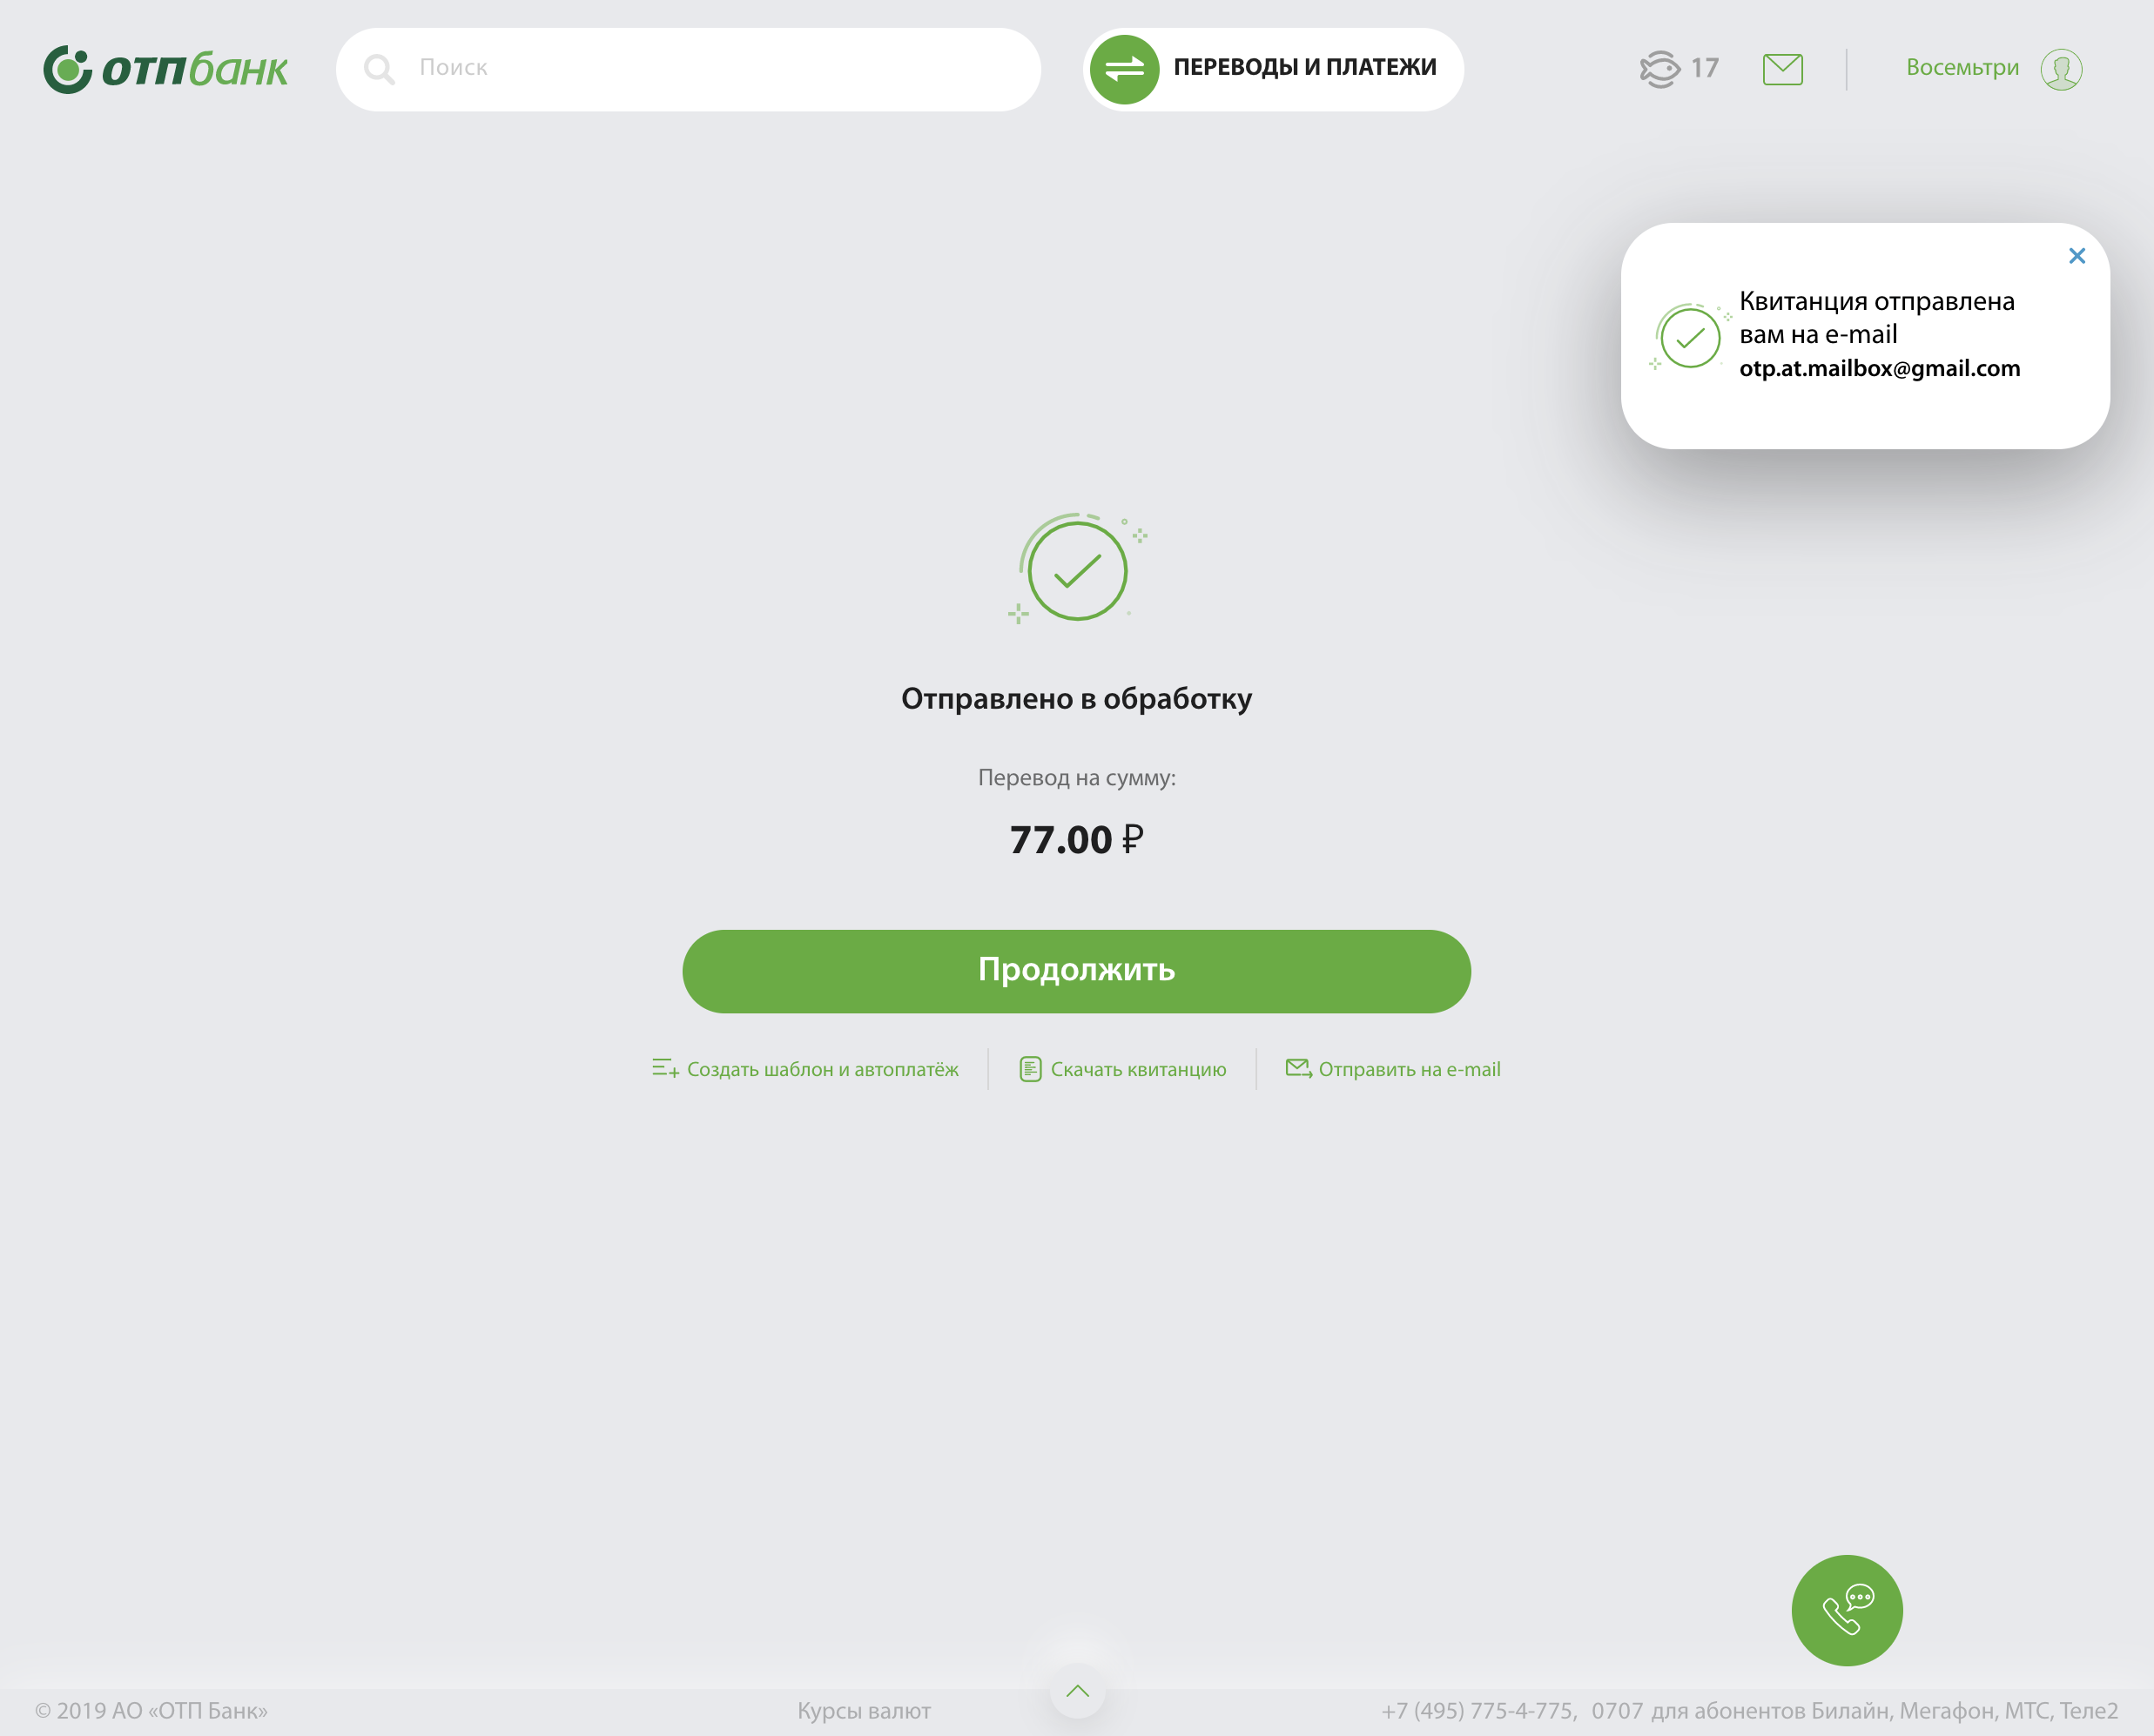 отпбанк
Поиск
ПЕРЕВОДЫ И ПЛАТЕЖИ
17
Восемьтри
Квитанция отправлена
вам на e-mail
otp.at.mailbox@gmail.com
Отправлено в обработку
Перевод на сумму:
77.00 ₽
Продолжить
Создать шаблон и автоплатёж
Скачать квитанцию
Отправить на e-mail
© 2019 АО «ОТП Банк»
Курсы валют
+7 (495) 775-4-775, 0707 для абонентов Билайн, Мегафон, МТС, Теле2